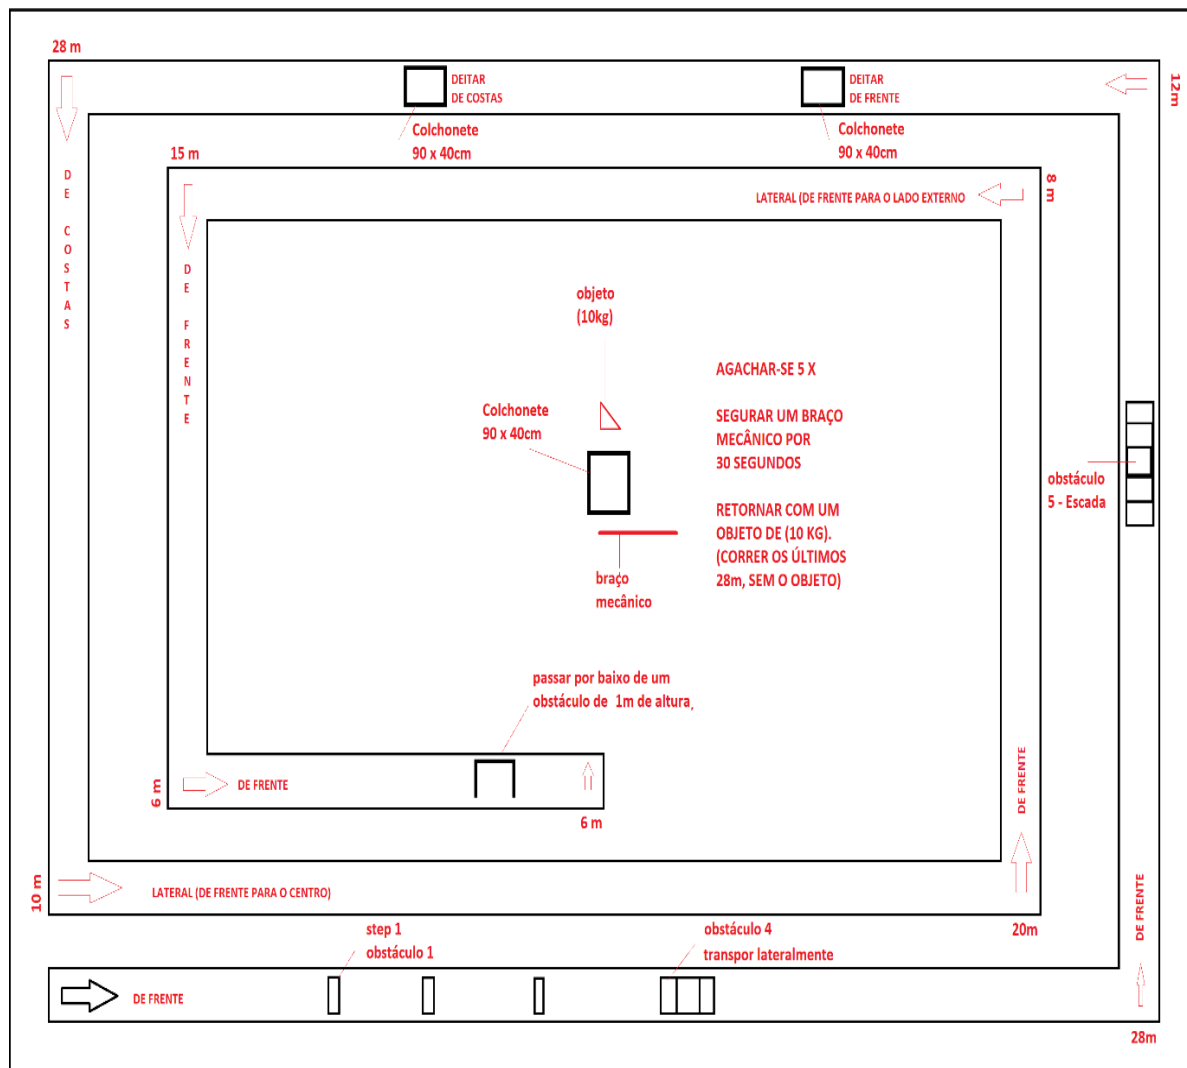 28 m
DEITAR
DE COSTAS
DEITAR
DE FRENTE
12m
Colchonete
90 x 40cm
Colchonete
90 x 40cm
15 m
8 m
LATERAL (DE FRENTE PARA O LADO EXTERNO
DE COSTAS
DE FRENTE
objeto
(10kg)
AGACHAR-SE 5 X
Colchonete
90 x 40cm
SEGURAR UM BRAÇO
MECÂNICO POR
30 SEGUNDOS
obstáculo
5 - Escada
RETORNAR COM UM
OBJETO DE (10 KG).
(CORRER OS ÚLTIMOS
28m, SEM O OBJETO)
braço
mecânico
passar por baixo de um
obstáculo de 1m de altura,
6 m
DE FRENTE
6 m
DE FRENTE
10 m
LATERAL (DE FRENTE PARA O CENTRO)
20m
DE FRENTE
step 1
obstáculo 1
obstáculo 4
transpor lateralmente
DE FRENTE
28m